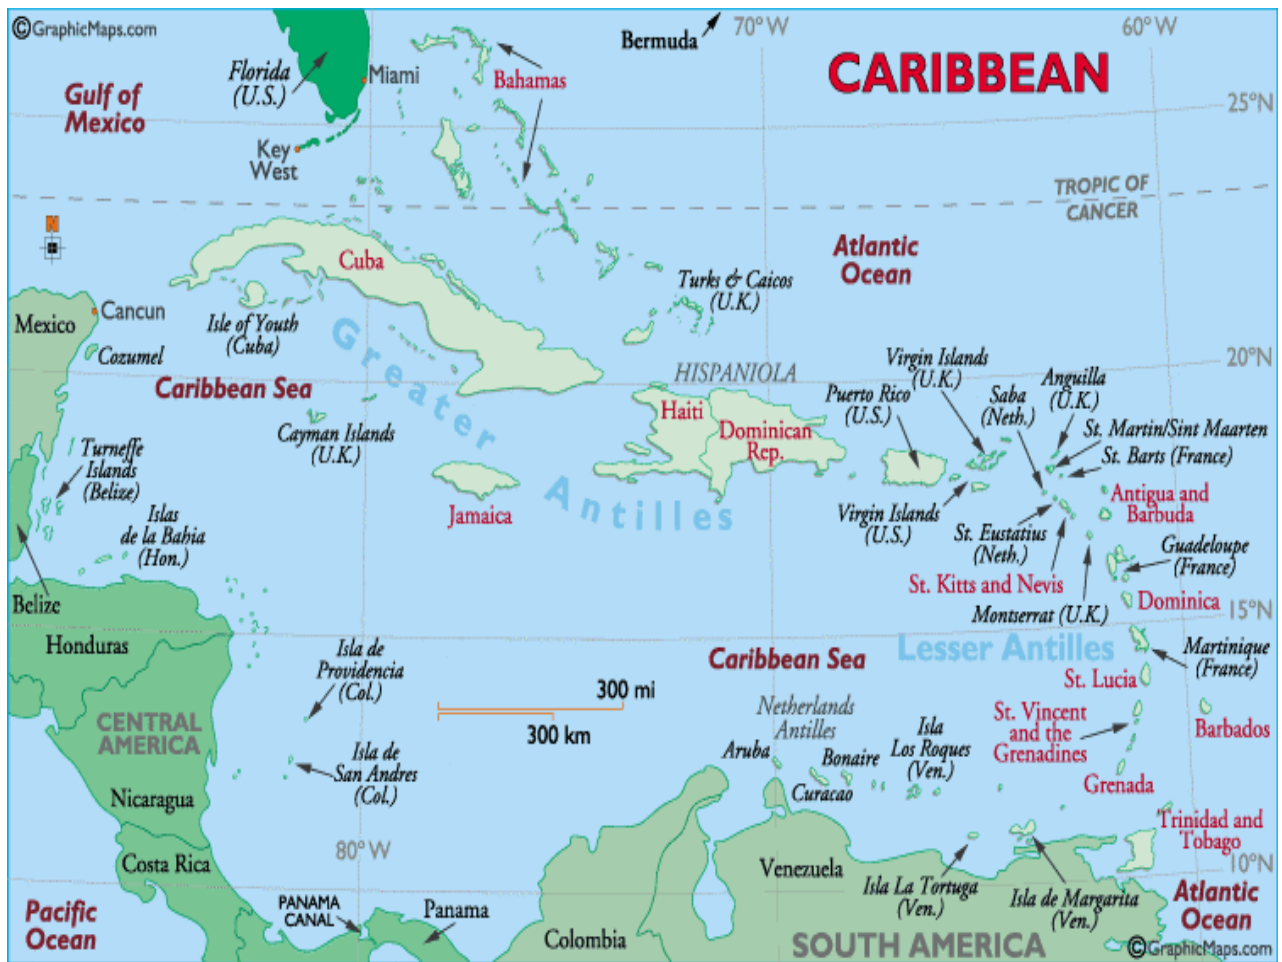 ©GraphicMaps.com
Bermuda
70°W
60°W
CARIBBEAN
Florida
(U.S.)
Miami
Bahamas
Gulf of
Mexico
25°N
Key
West
TROPIC OF
CANCER
N
Cuba
Atlantic
Ocean
Turks & Caicos
(U.K.)
Mexico
Cancun
Isle of Youth
(Cuba)
Cozumel
Greater
Antilles
20°N
Caribbean Sea
HISPANIOLA
Virgin Islands
(U.K.)
Puerto Rico
(U.S.)
Saba
(Neth.)
Anguilla
(U.K.)
Haiti
Dominican
Rep.
St. Martin/Sint Maarten
St. Barts (France)
Cayman Islands
(U.K.)
Turneffe
Islands
(Belize)
Jamaica
Virgin Islands
(U.S.)
Antigua and
Barbuda
Islas
de la Bahia
(Hon.)
St. Eustatius
(Neth.)
Guadeloupe
(France)
St. Kitts and Nevis
Montserrat (U.K.)
Dominica
15°N
Belize
Honduras
Lesser Antilles
Martinique
(France)
Isla de
Providencia
(Col.)
Caribbean Sea
St. Lucia
300 mi
300 km
CENTRAL
AMERICA
Netherlands
Antilles
St. Vincent
and the
Grenadines
Barbados
Isla
Los Roques
(Ven.)
Aruba
Bonaire
Curacao
Isla de
San Andres
(Col.)
Grenada
Nicaragua
Trinidad and
Tobago
Costa Rica
80°W
10°N
Venezuela
Isla La Tortuga
(Ven.)
Isla de Margarita
(Ven.)
Pacific
Ocean
PANAMA
CANAL
Panama
Colombia
SOUTH AMERICA
Atlantic
Ocean
©GraphicMaps.com